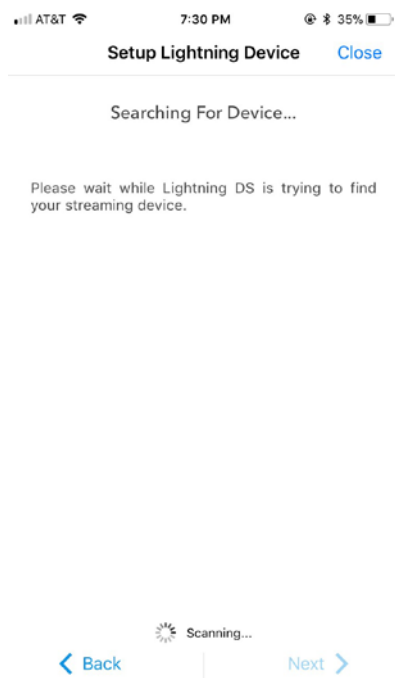 AT&T 7:30 PM 35%
Setup Lightning Device Close
Searching For Device...
Please wait while Lightning DS is trying to find
your streaming device.
Scanning...
Back Next